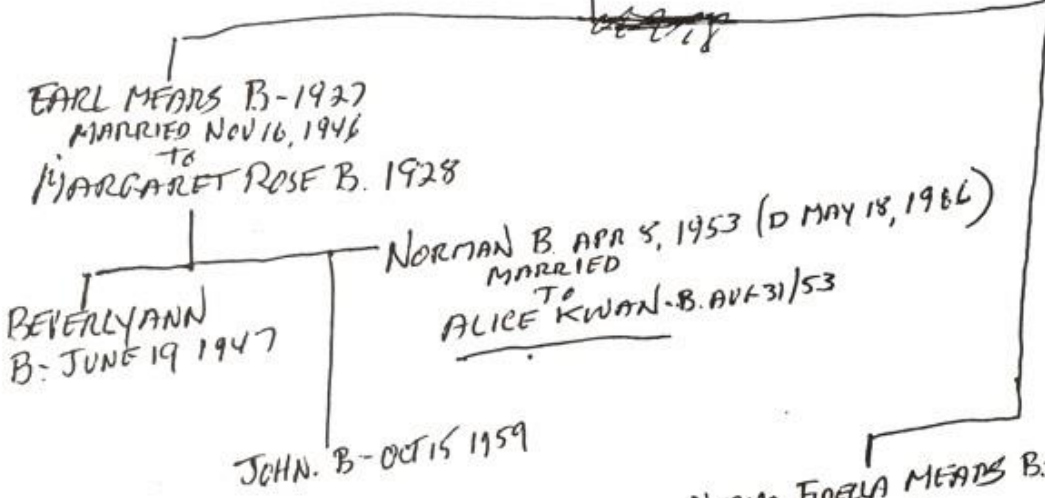 EARL MEARS B-1927
MARRIED NOV 16, 1946
TO
MARGARET ROSE B. 1928
NORMAN B. APR 8, 1953 (D MAY 18, 1986)
MARRIED
TO
ALICE KWAN-B. AUG 31/53
BEVERLYANN
B- JUNE 19 1947
JOHN. B- OCT 15 1959
MEARS B